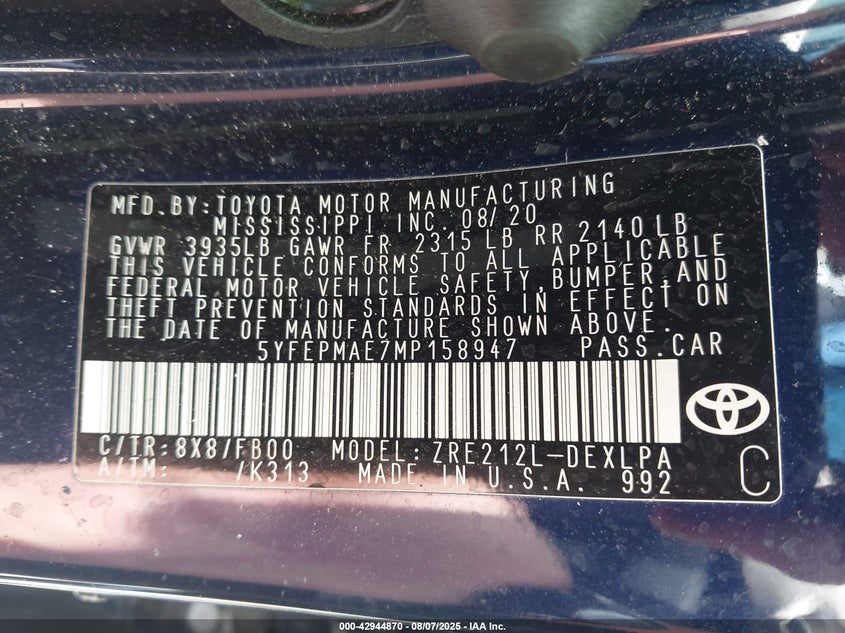 MFD.BY:TOYOTA MOTOR MANUFACTURING
MISSISSIPPI INC. 08/20
GVWR 3935LB GAWR FR 2315LB RR 2140LB
THIS VEHICLE CONFORMS TO ALL APPLICABLE
FEDERAL MOTOR VEHICLE SAFETY,BUMPER,AND
THEFT PREVENTION STANDARDS IN EFFECT ON
THE DATE OF MANUFACTURE SHOWN ABOVE.
5YFEPMAE7MP158947 PASS.CAR
C/TR:8X8/FB00 MODEL:ZRE212L-DEXLPA
A/TM: /K313 MADE IN U.S.A. 992
C
000-42944870 - 08/07/2025 - IAA Inc.